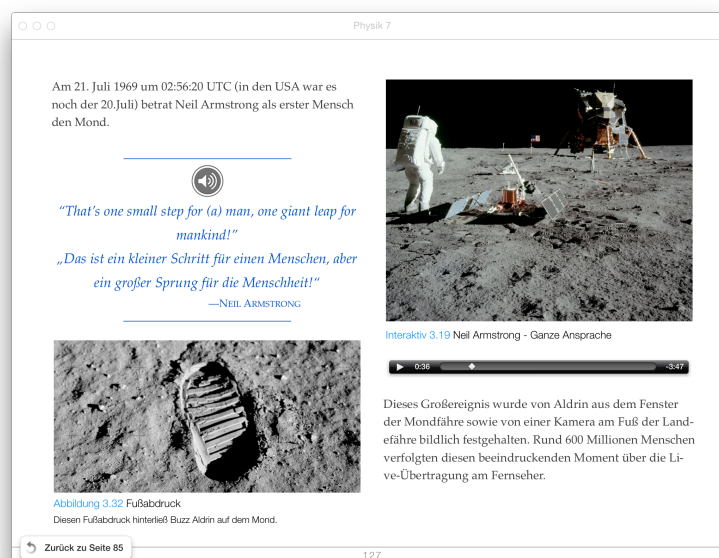 Physik 7
Am 21. Juli 1969 um 02:56:20 UTC (in den USA war es
noch der 20.Juli) betrat Neil Armstrong als erster Mensch
den Mond.
“That’s one small step for (a) man, one giant leap for
mankind!”
„Das ist ein kleiner Schritt für einen Menschen, aber
ein großer Sprung für die Menschheit!“
—NEIL ARMSTRONG
Abbildung 3.32 Fußabdruck
Diesen Fußabdruck hinterließ Buzz Aldrin auf dem Mond.
Interaktiv 3.19 Neil Armstrong - Ganze Ansprache
0:36 -3:47
Dieses Großereignis wurde von Aldrin aus dem Fenster
der Mondfähre sowie von einer Kamera am Fuß der Land-
efähre bildlich festgehalten. Rund 600 Millionen Menschen
verfolgten diesen beeindruckenden Moment über die Li-
ve-Übertragung am Fernseher.
Zurück zu Seite 85
127